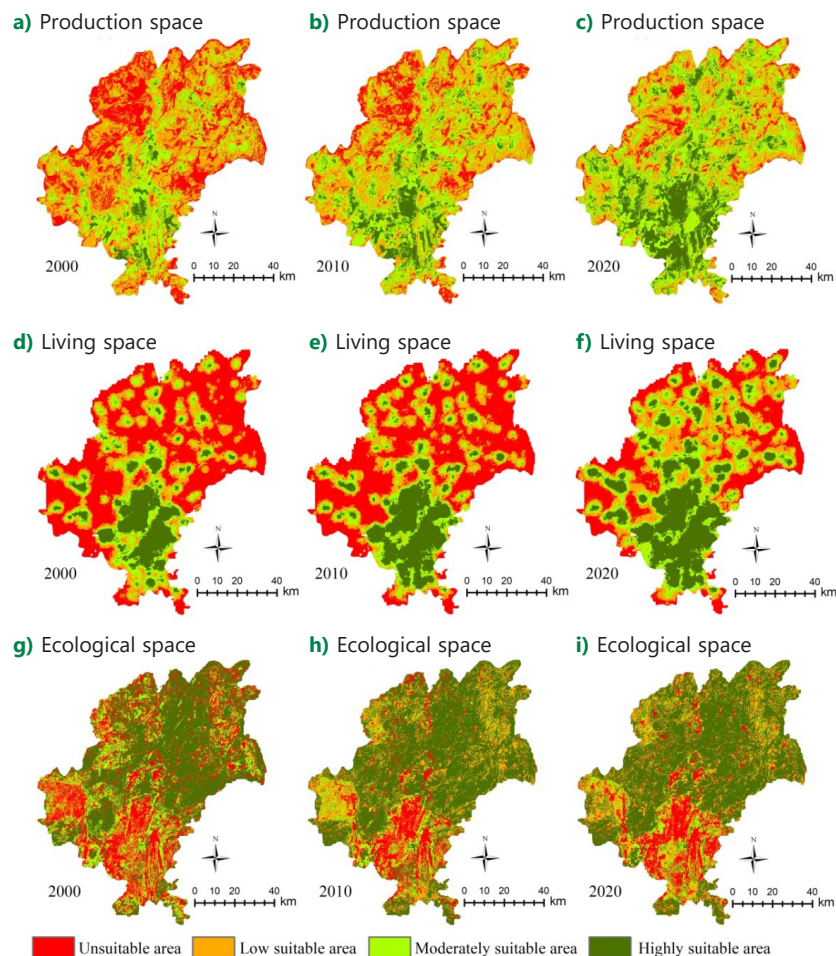 a) Production space
b) Production space
c) Production space
N
N
N
2000
0 10 20 40
km
2010
0 10 20 40
km
2020
0 10 20 40
km
d) Living space
e) Living space
f) Living space
N
N
N
2000
0 10 20 40
km
2010
0 10 20 40
km
2020
0 10 20 40
km
g) Ecological space
h) Ecological space
i) Ecological space
N
N
N
2000
0 10 20 40
km
2010
0 10 20 40
km
2020
0 10 20 40
km
Unsuitable area
Low suitable area
Moderately suitable area
Highly suitable area